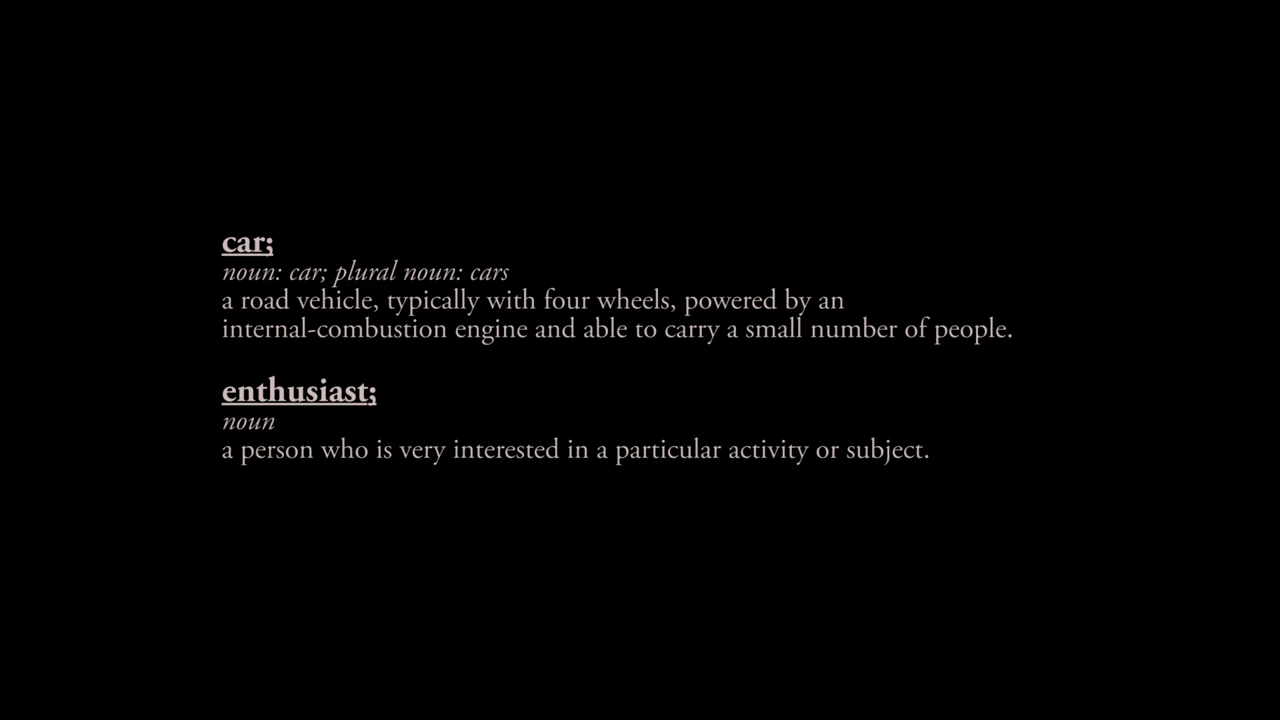 car;
noun: car; plural noun: cars
a road vehicle, typically with four wheels, powered by an
internal-combustion engine and able to carry a small number of people.
enthusiast;
noun
a person who is very interested in a particular activity or subject.